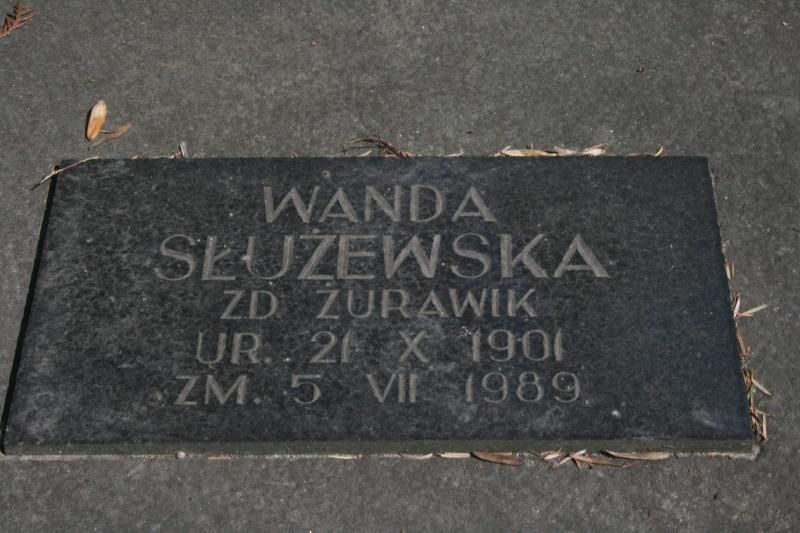 WANDA
SŁUŻEWSKA
ZD ŻURAWIK
UR. 21 X 1901
ZM. 5 VII 1989